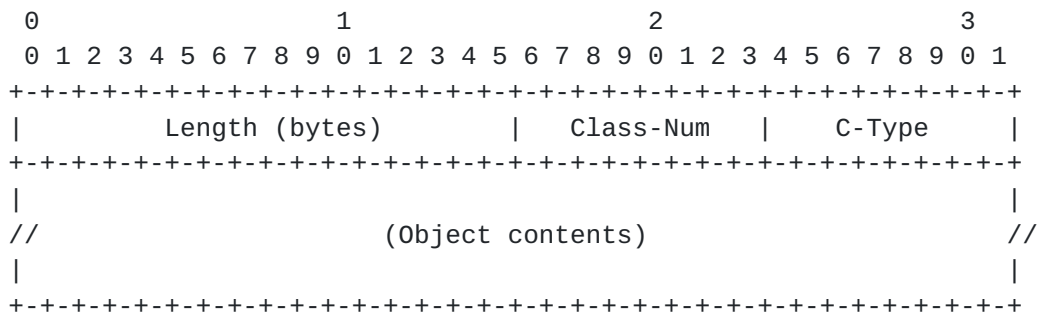 0                   1                   2                   3
 0 1 2 3 4 5 6 7 8 9 0 1 2 3 4 5 6 7 8 9 0 1 2 3 4 5 6 7 8 9 0 1
+-+-+-+-+-+-+-+-+-+-+-+-+-+-+-+-+-+-+-+-+-+-+-+-+-+-+-+-+-+-+-+-+
|         Length (bytes)        |   Class-Num   |    C-Type     |
+-+-+-+-+-+-+-+-+-+-+-+-+-+-+-+-+-+-+-+-+-+-+-+-+-+-+-+-+-+-+-+-+
|                                                               |
//                      (Object contents)                       //
|                                                               |
+-+-+-+-+-+-+-+-+-+-+-+-+-+-+-+-+-+-+-+-+-+-+-+-+-+-+-+-+-+-+-+-+